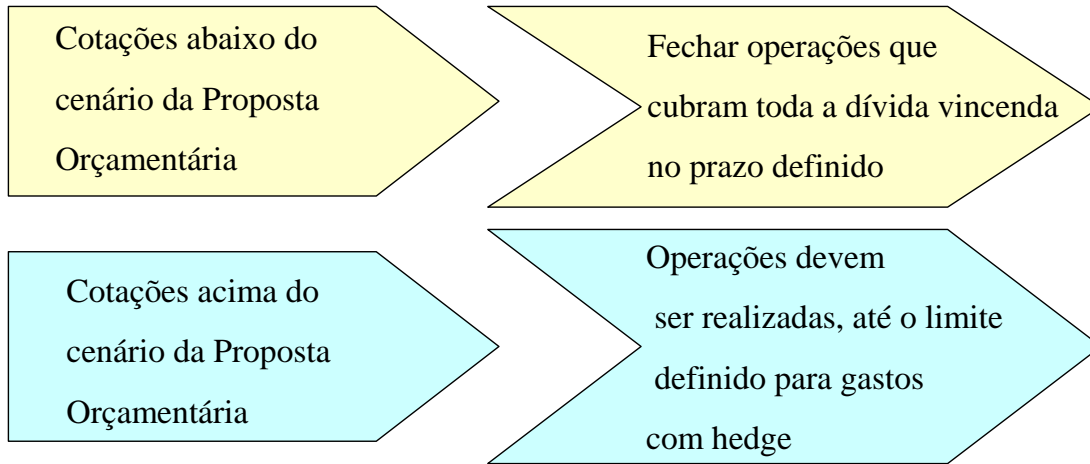 Cotações abaixo do
cenário da Proposta
Orçamentária
Fechar operações que
cubram toda a dívida vincenda
no prazo definido
Cotações acima do
cenário da Proposta
Orçamentária
Operações devem
ser realizadas, até o limite
definido para gastos
com hedge